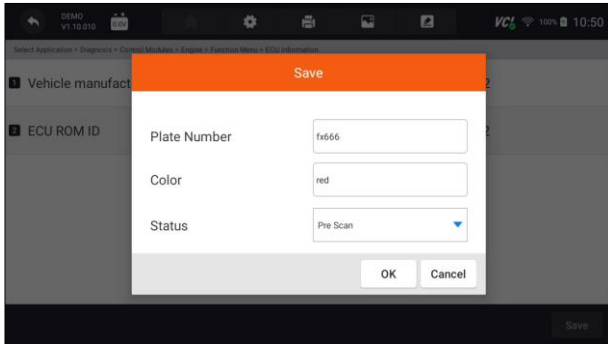 DEMO
V1.10.010
0.0V
VCI
100%
10:50
Select Application > Diagnosis > Control Modules > Engine > Function Menu > ECU Information
Save
1 Vehicle manufact
2
Plate Number
fx666
2 ECU ROM ID
2
Color
red
Status
Pre Scan
OK
Cancel
Save